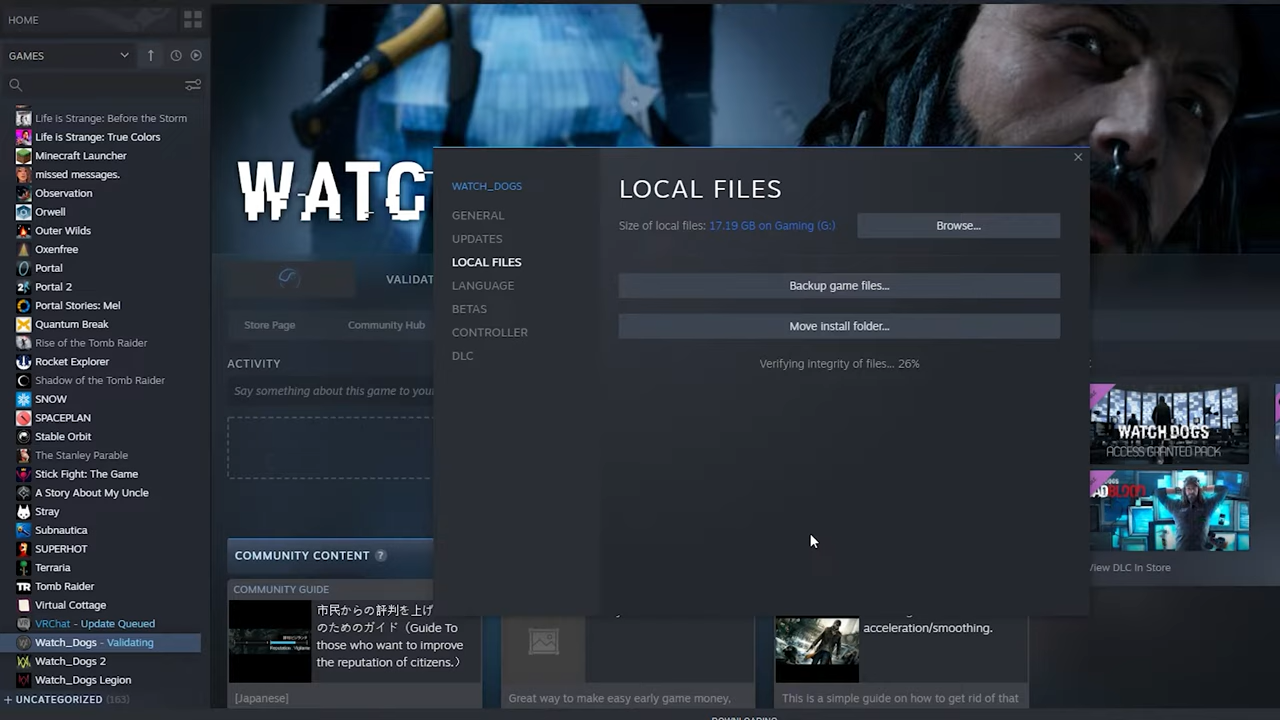 HOME
GAMES
Life is Strange: Before the Storm
Life is Strange: True Colors
Minecraft Launcher
missed messages.
Observation
Orwell
Outer Wilds
Oxenfree
Portal
Portal 2
Portal Stories: Mel
Quantum Break
Rise of the Tomb Raider
Rocket Explorer
Shadow of the Tomb Raider
SNOW
SPACEPLAN
Stable Orbit
The Stanley Parable
Stick Fight: The Game
A Story About My Uncle
Stray
Subnautica
SUPERHOT
Terraria
TR Tomb Raider
Virtual Cottage
VRChat - Update Queued
Watch_Dogs - Validating
Watch_Dogs 2
Watch_Dogs Legion
+ UNCATEGORIZED (163)
WATC
VALIDAT
Store Page
Community Hub
ACTIVITY
Say something about this game to your
COMMUNITY CONTENT ?
COMMUNITY GUIDE
市民からの評判を上げ
のためのガイド（Guide To
those who want to improve
the reputation of citizens.）
[Japanese]
WATCH_DOGS
GENERAL
UPDATES
LOCAL FILES
LANGUAGE
BETAS
CONTROLLER
DLC
LOCAL FILES
Size of local files: 17.19 GB on Gaming (G:)
Browse...
Backup game files...
Move install folder...
Verifying integrity of files... 26%
Great way to make easy early game money,
acceleration/smoothing.
This is a simple guide on how to get rid of that
WATCH DOGS
ACCESS GRANTED PACK
View DLC In Store
DOWNLOADING